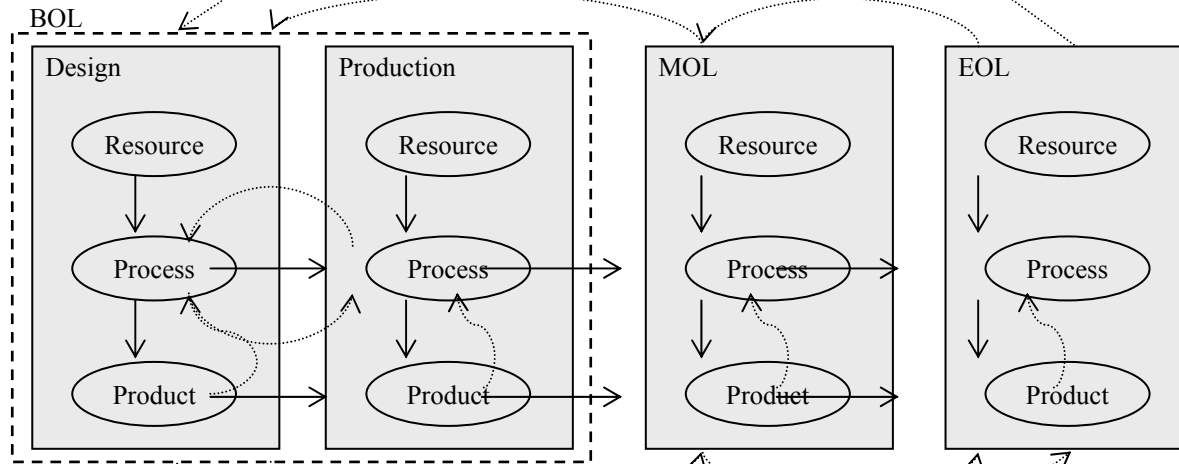 BOL
Design Production MOL EOL
Resource Resource Resource Resource
Process Process Process Process
Product Product Product Product